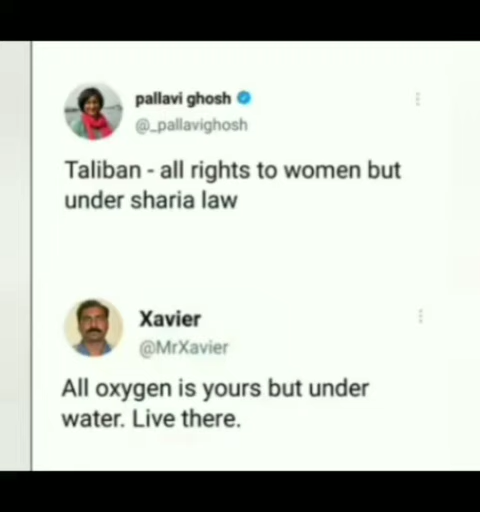 pallavi ghosh
@_pallavighosh
Taliban - all rights to women but
under sharia law
Xavier
@MrXavier
All oxygen is yours but under
water. Live there.